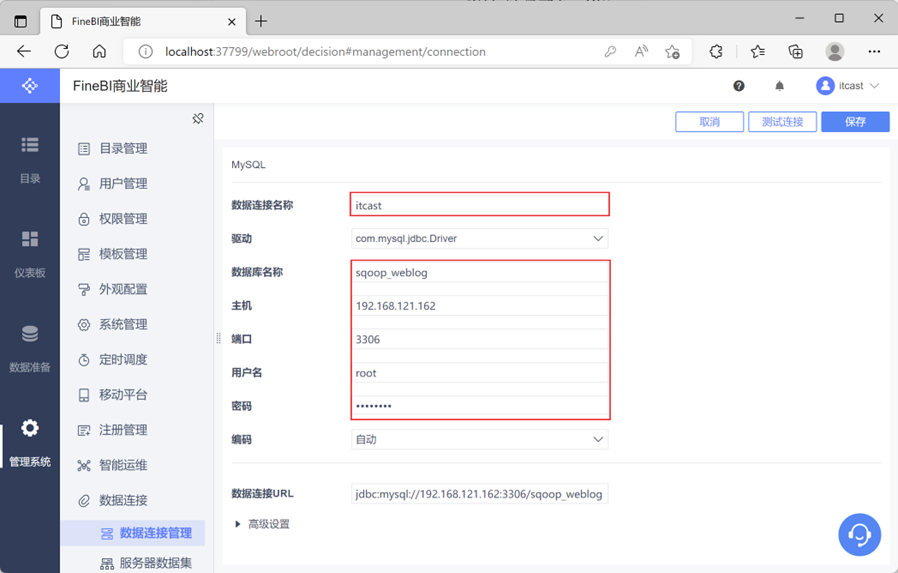 FineBI商业智能
localhost:37799/webroot/decision#management/connection
FineBI商业智能
itcast
目录
仪表板
数据准备
管理系统
目录管理
用户管理
权限管理
模板管理
外观配置
系统管理
定时调度
移动平台
注册管理
智能运维
数据连接
数据连接管理
服务器数据集
取消 测试连接 保存
MySQL
数据连接名称 itcast
驱动 com.mysql.jdbc.Driver
数据库名称 sqoop_weblog
主机 192.168.121.162
端口 3306
用户名 root
密码 ••••••••
编码 自动
数据连接URL jdbc:mysql://192.168.121.162:3306/sqoop_weblog
高级设置